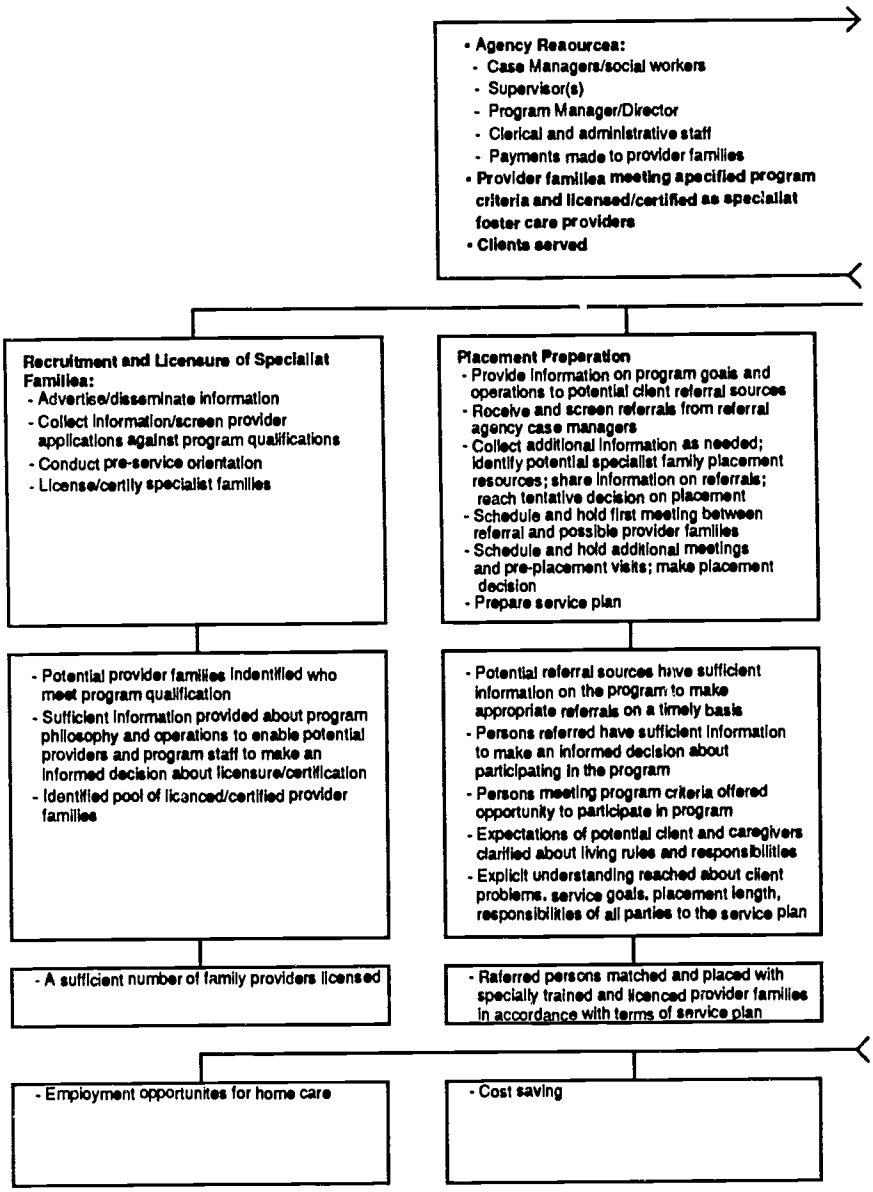 • Agency Reaourcea:
- Case Managers/social workers
- Supervisor(s)
- Program Manager/Director
- Clerical and administrative staff
- Payments made to provider families
• Provider families meeting apecified program
criteria and licensed/certified as specialist
foster care providers
• Clients served
Recruitment and Licensure of Specialiat
Families:
- Advertise/disseminate information
- Collect information/screen provider
applications against program qualifications
- Conduct pre-service orientation
- License/certify specialist families
Placement Preparation
- Provide information on program goals and
operations to potential client referral sources
- Receive and screen referrals from referral
agency case managers
- Collect additional information as needed;
identify potential specialist family placement
resources; share information on referrals;
reach tentative decision on placement
- Schedule and hold first meeting between
referral and possible provider families
- Schedule and hold additional meetings
and pre-placement visits; make placement
decision
- Prepare service plan
- Potential provider families indentified who
meet program qualification
- Sufficient information provided about program
philosophy and operations to enable potential
providers and program staff to make an
informed decision about licensure/certification
- Identified pool of licanced/certified provider
families
- Potential referral sources have sufficient
information on the program to make
appropriate referrals on a timely basis
- Persons referred have sufficient information
to make an informed decision about
participating in the program
- Persons meeting program criteria offered
opportunity to participate in program
- Expectations of potential client and caregivers
clarified about living rules and responsibilities
- Explicit understanding reached about client
problems, service goals, placement length,
responsibilities of all parties to the service plan
- A sufficient number of family providers licensed
- Raferred persons matched and placed with
specially trained and licenced provider families
in accordance with terms of service plan
- Employment opportunites for home care
- Cost saving